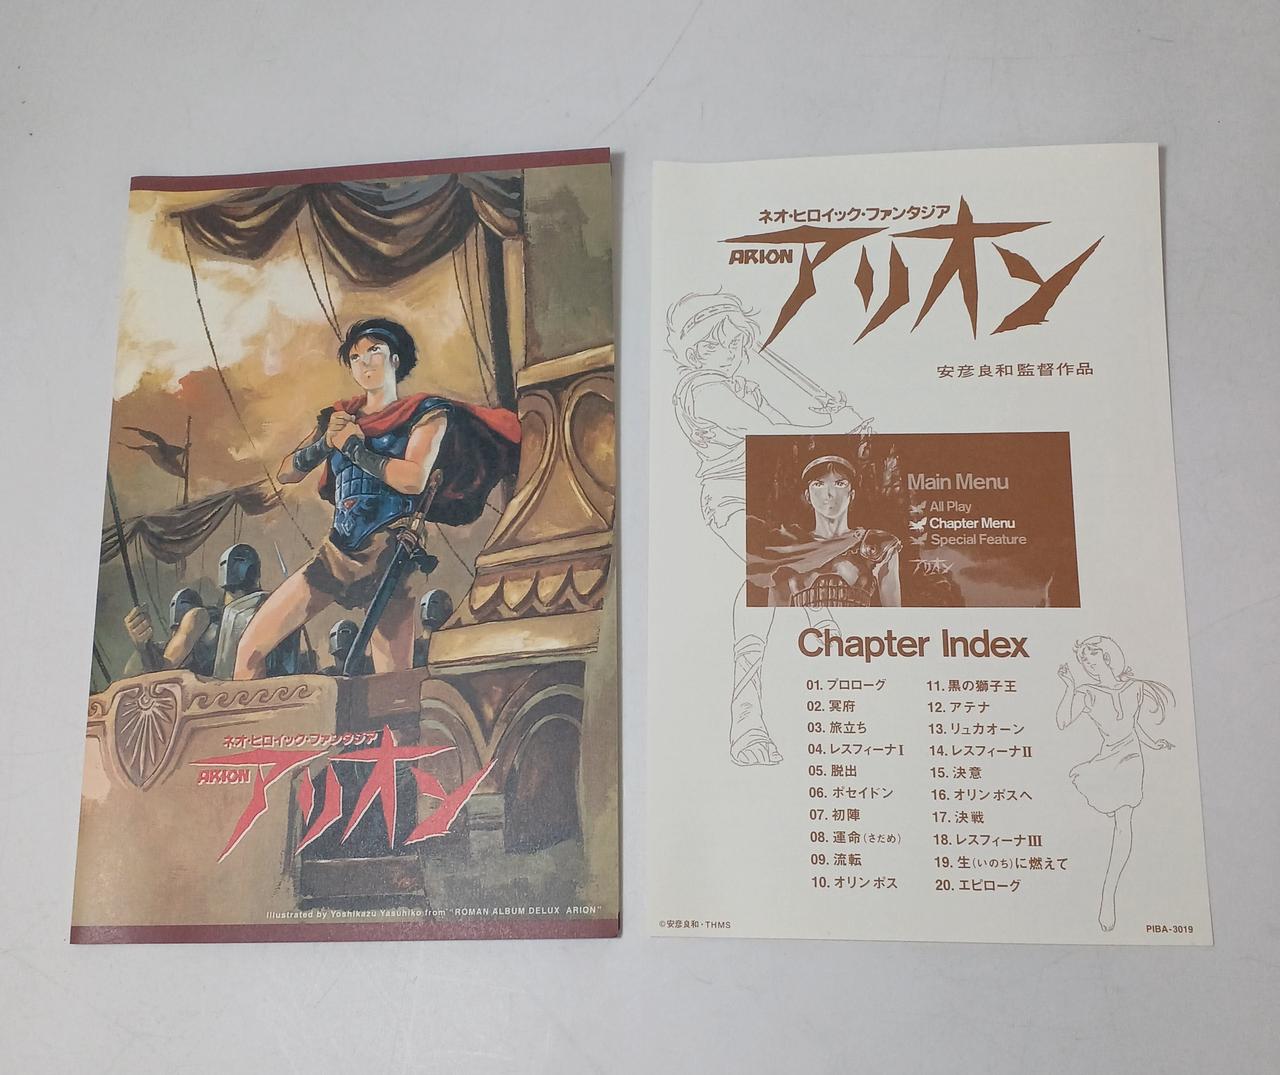 ネオ・ヒロイック・ファンタジア
ARION
アリオン
Illustrated by Yoshikazu Yasuhiko from "ROMAN ALBUM DELUX ARION"
ネオ・ヒロイック・ファンタジア
ARION
アリオン
安彦良和監督作品
Main Menu
All Play
Chapter Menu
Special Feature
アリオン
Chapter Index
01. プロローグ
02. 冥府
03. 旅立ち
04. レスフィーナⅠ
05. 脱出
06. ポセイドン
07. 初陣
08. 運命(さだめ)
09. 流転
10. オリンポス
11. 黒の獅子王
12. アテナ
13. リュカオーン
14. レスフィーナⅡ
15. 決意
16. オリンポスへ
17. 決戦
18. レスフィーナⅢ
19. 生(いのち)に燃えて
20. エピローグ
©安彦良和・THMS
PIBA-3019